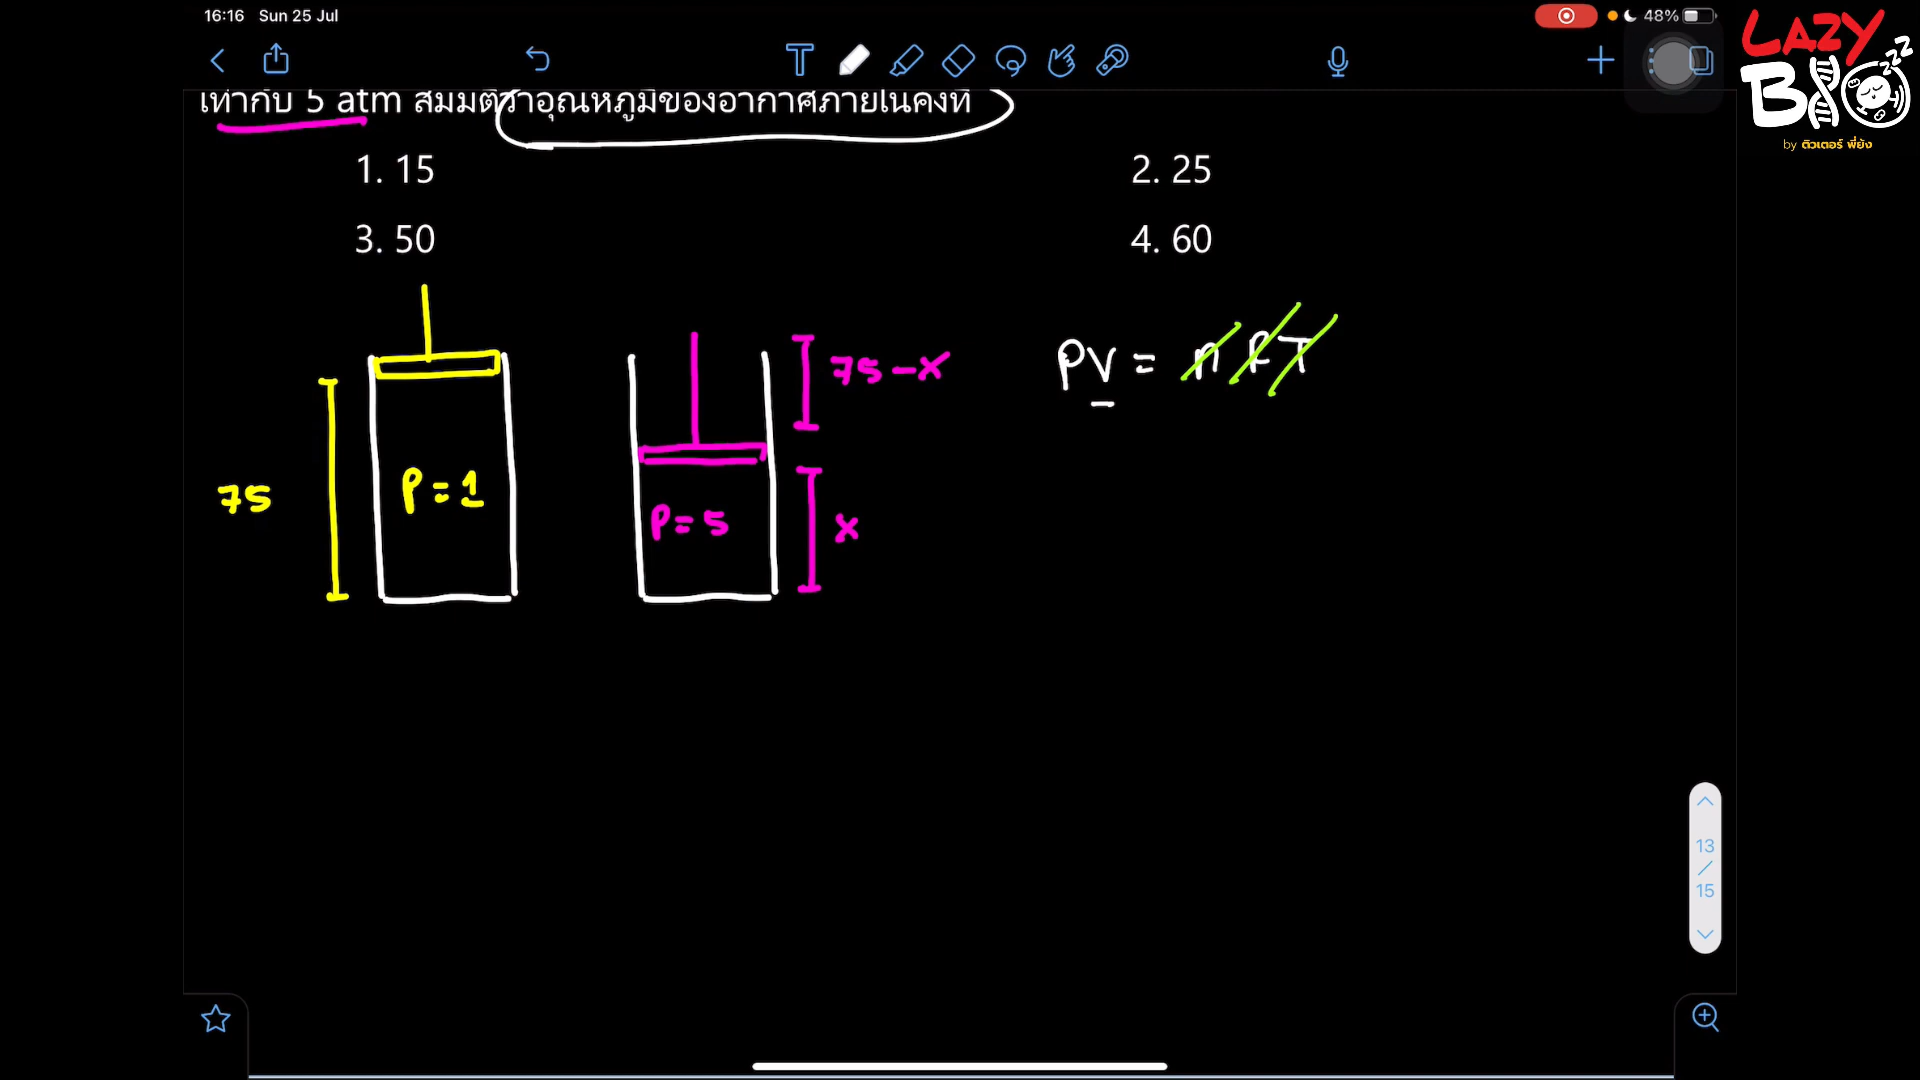 16:16 Sun 25 Jul
48%
LAZY
BIO
zzz
by ติวเตอร์ พี่ยัง
เท่ากับ 5 atm สมมติว่าอุณหภูมิของอากาศภายในคงที่
1. 15
2. 25
3. 50
4. 60
75
P = 1
P = 5
75 - x
x
PV = nRT
13
/
15